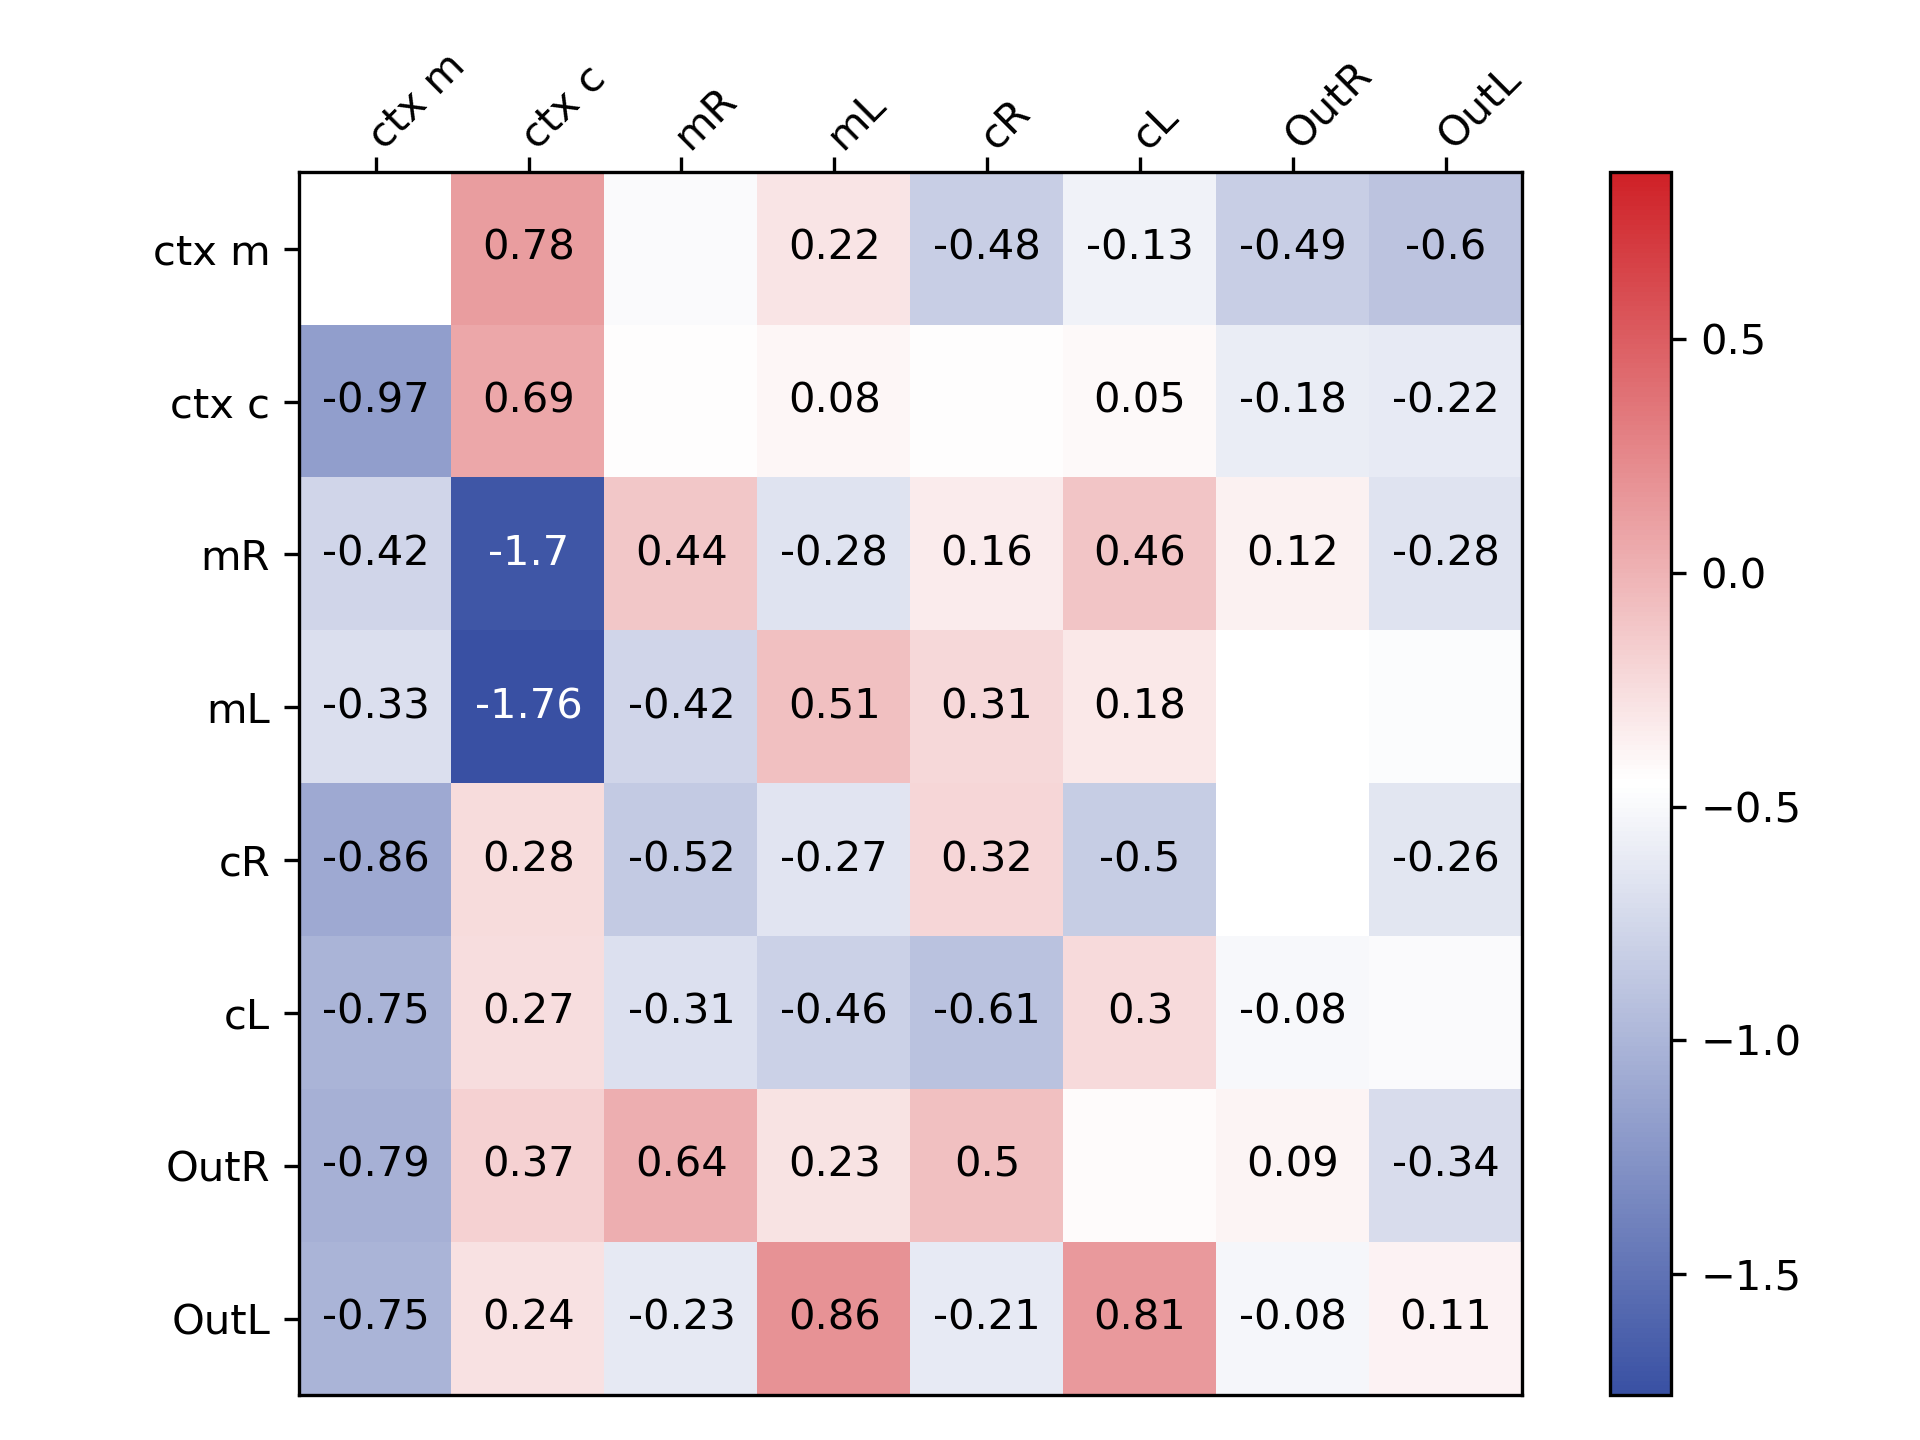 ctx m ctx c mR mL cR cL OutR OutL
ctx m 0.78 0.22 -0.48 -0.13 -0.49 -0.6
ctx c -0.97 0.69 0.08 0.05 -0.18 -0.22
mR -0.42 -1.7 0.44 -0.28 0.16 0.46 0.12 -0.28
mL -0.33 -1.76 -0.42 0.51 0.31 0.18
cR -0.86 0.28 -0.52 -0.27 0.32 -0.5 -0.26
cL -0.75 0.27 -0.31 -0.46 -0.61 0.3 -0.08
OutR -0.79 0.37 0.64 0.23 0.5 0.09 -0.34
OutL -0.75 0.24 -0.23 0.86 -0.21 0.81 -0.08 0.11
0.5
0.0
−0.5
−1.0
−1.5